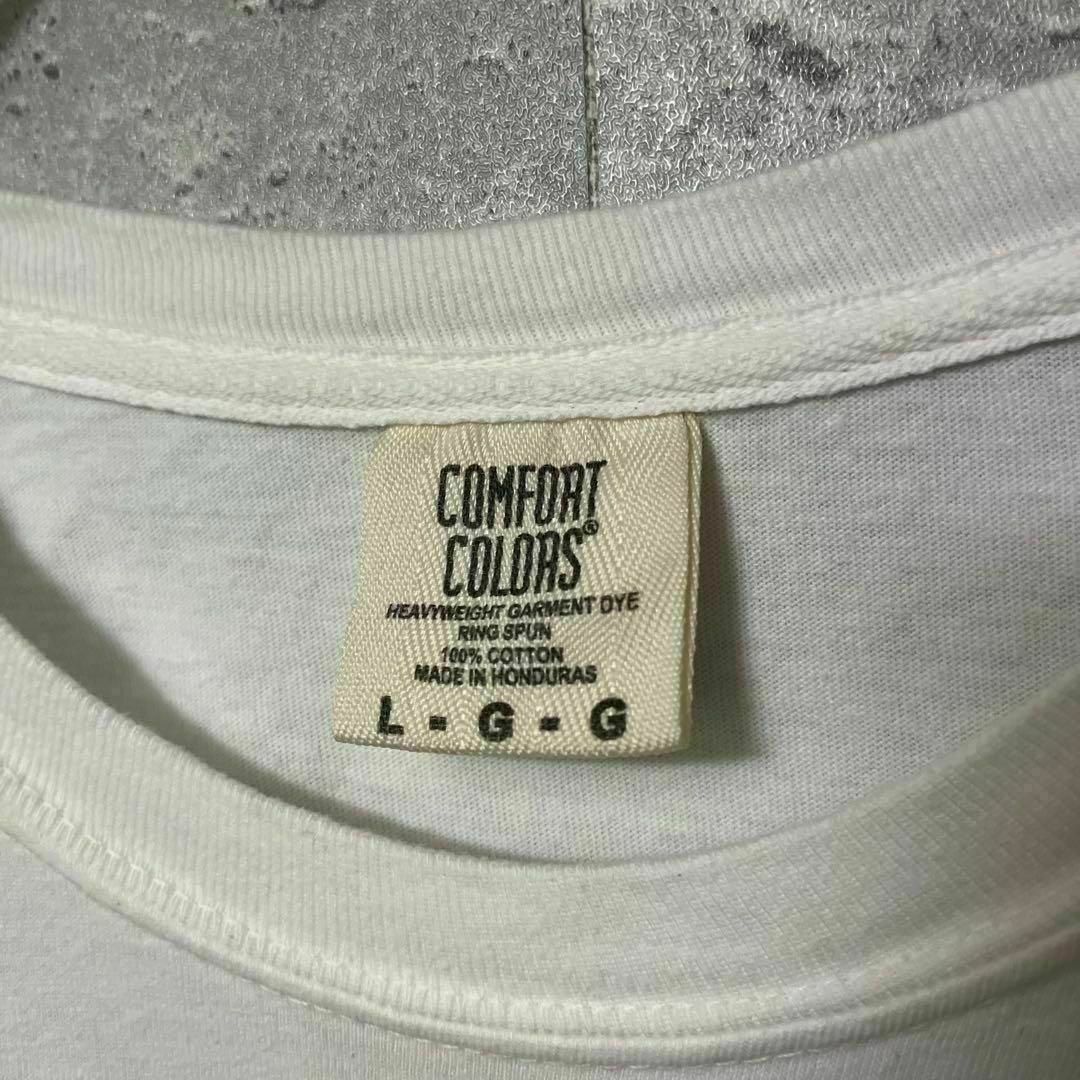 COMFORT
COLORS®
HEAVYWEIGHT GARMENT DYE
RING SPUN
100% COTTON
MADE IN HONDURAS
L - G - G